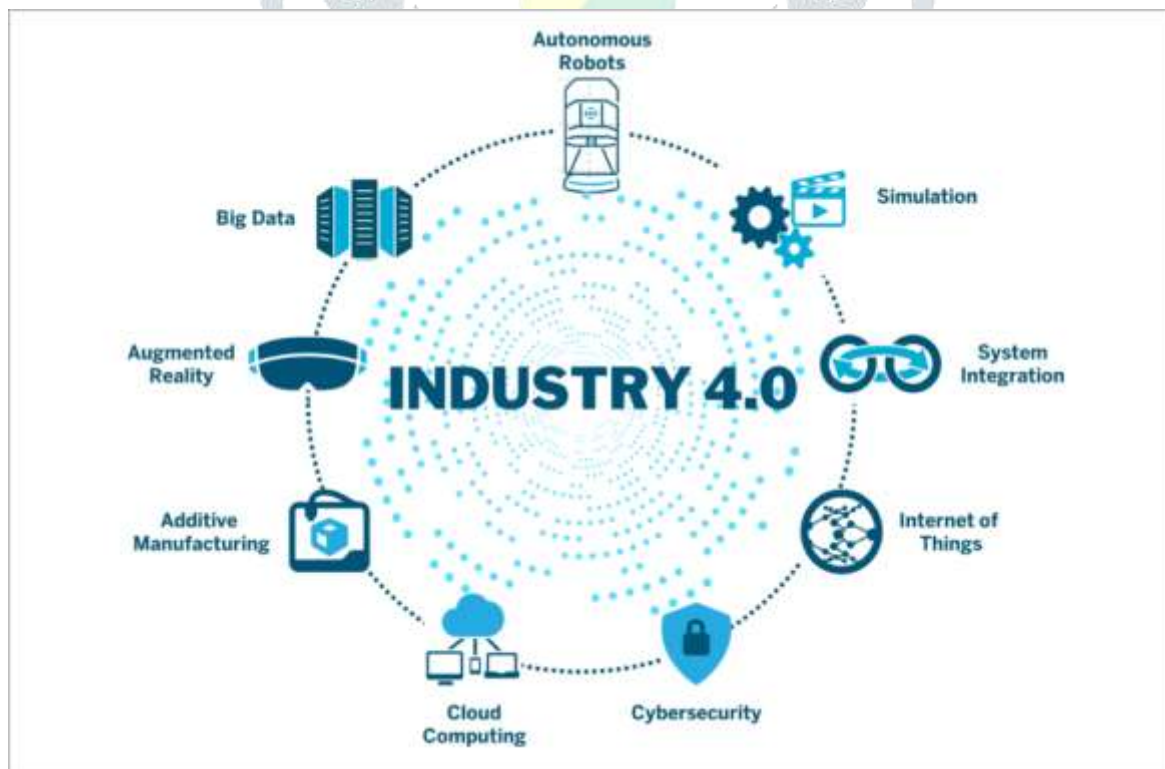 Autonomous
Robots
Simulation
System
Integration
Internet of
Things
Cybersecurity
Cloud
Computing
Additive
Manufacturing
Augmented
Reality
Big Data
INDUSTRY 4.0